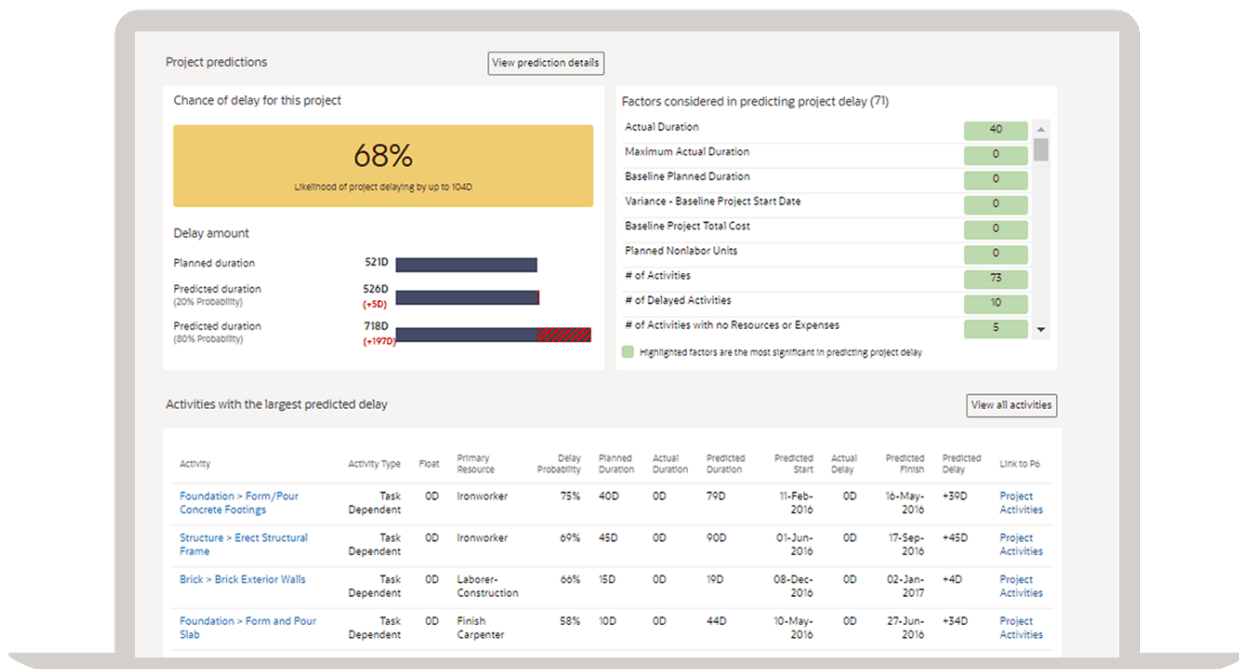 Project predictions
View prediction details
Chance of delay for this project
68%
Likelihood of project delaying by up to 104D
Delay amount
Planned duration 521D
Predicted duration 526D
(20% Probability) (+5D)
Predicted duration 718D
(80% Probability) (+197D)
Factors considered in predicting project delay (71)
Actual Duration 40
Maximum Actual Duration 0
Baseline Planned Duration 0
Variance - Baseline Project Start Date 0
Baseline Project Total Cost 0
Planned Nonlabor Units 0
# of Activities 73
# of Delayed Activities 10
# of Activities with no Resources or Expenses 5
Highlighted factors are the most significant in predicting project delay
Activities with the largest predicted delay
View all activities
Activity Activity Type Float Primary Resource Delay Probability Planned Duration Actual Duration Predicted Duration Predicted Start Actual Delay Predicted Finish Predicted Delay Link to P6
Foundation > Form/Pour Task 0D Ironworker 75% 40D 0D 79D 11-Feb- 0D 16-May- +39D Project
Concrete Footings Dependent 2016 2016 Activities
Structure > Erect Structural Task 0D Ironworker 69% 45D 0D 90D 01-Jun- 0D 17-Sep- +45D Project
Frame Dependent 2016 2016 Activities
Brick > Brick Exterior Walls Task 0D Laborer- 66% 15D 0D 19D 08-Dec- 0D 02-Jan- +4D Project
Dependent Construction 2016 2017 Activities
Foundation > Form and Pour Task 0D Finish 58% 10D 0D 44D 10-May- 0D 27-Jun- +34D Project
Slab Dependent Carpenter 2016 2016 Activities